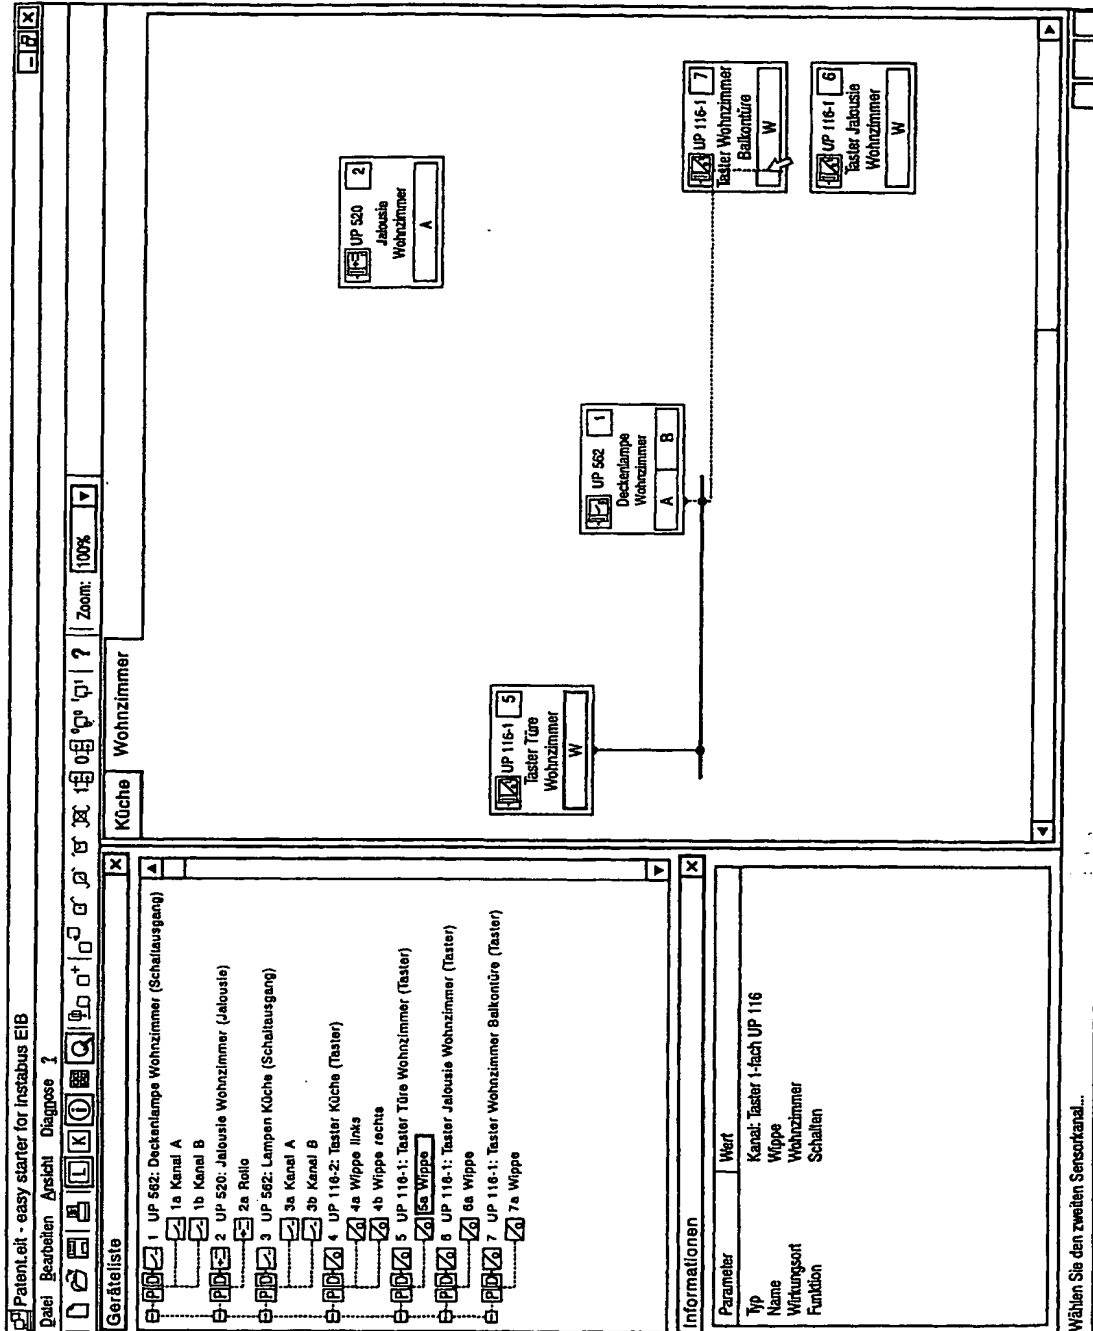 Patent.eit - easy starter for Instabus EIB
Datei Bearbeiten Ansicht Diagnose ?
L K i ? Zoom: 100%
Geräteliste
P D 1 UP 562: Deckenlampe Wohnzimmer (Schaltausgang)
1a Kanal A
1b Kanal B
P D 2 UP 520: Jalousie Wohnzimmer (Jalousie)
2a Rollo
P D 3 UP 562: Lampen Küche (Schaltausgang)
3a Kanal A
3b Kanal B
P D 4 UP 116-2: Taster Küche (Taster)
4a Wippe links
4b Wippe rechts
P D 5 UP 116-1: Taster Türe Wohnzimmer (Taster)
5a Wippe
P D 6 UP 116-1: Taster Jalousie Wohnzimmer (Taster)
6a Wippe
P D 7 UP 116-1: Taster Wohnzimmer Balkontüre (Taster)
7a Wippe
Informationen
Parameter Wert
Typ Kanal: Taster 1-fach UP 116
Name Wippe
Wirkungsort Wohnzimmer
Funktion Schalten
Küche Wohnzimmer
UP 520 2
Jalousie
Wohnzimmer
A
UP 116-1 5
Taster Türe
Wohnzimmer
W
UP 562 1
Deckenlampe
Wohnzimmer
A B
UP 116-1 7
Taster Wohnzimmer
Balkontüre
W
UP 116-1 6
Taster Jalousie
Wohnzimmer
W
Wählen Sie den zweiten Sensorkanal...